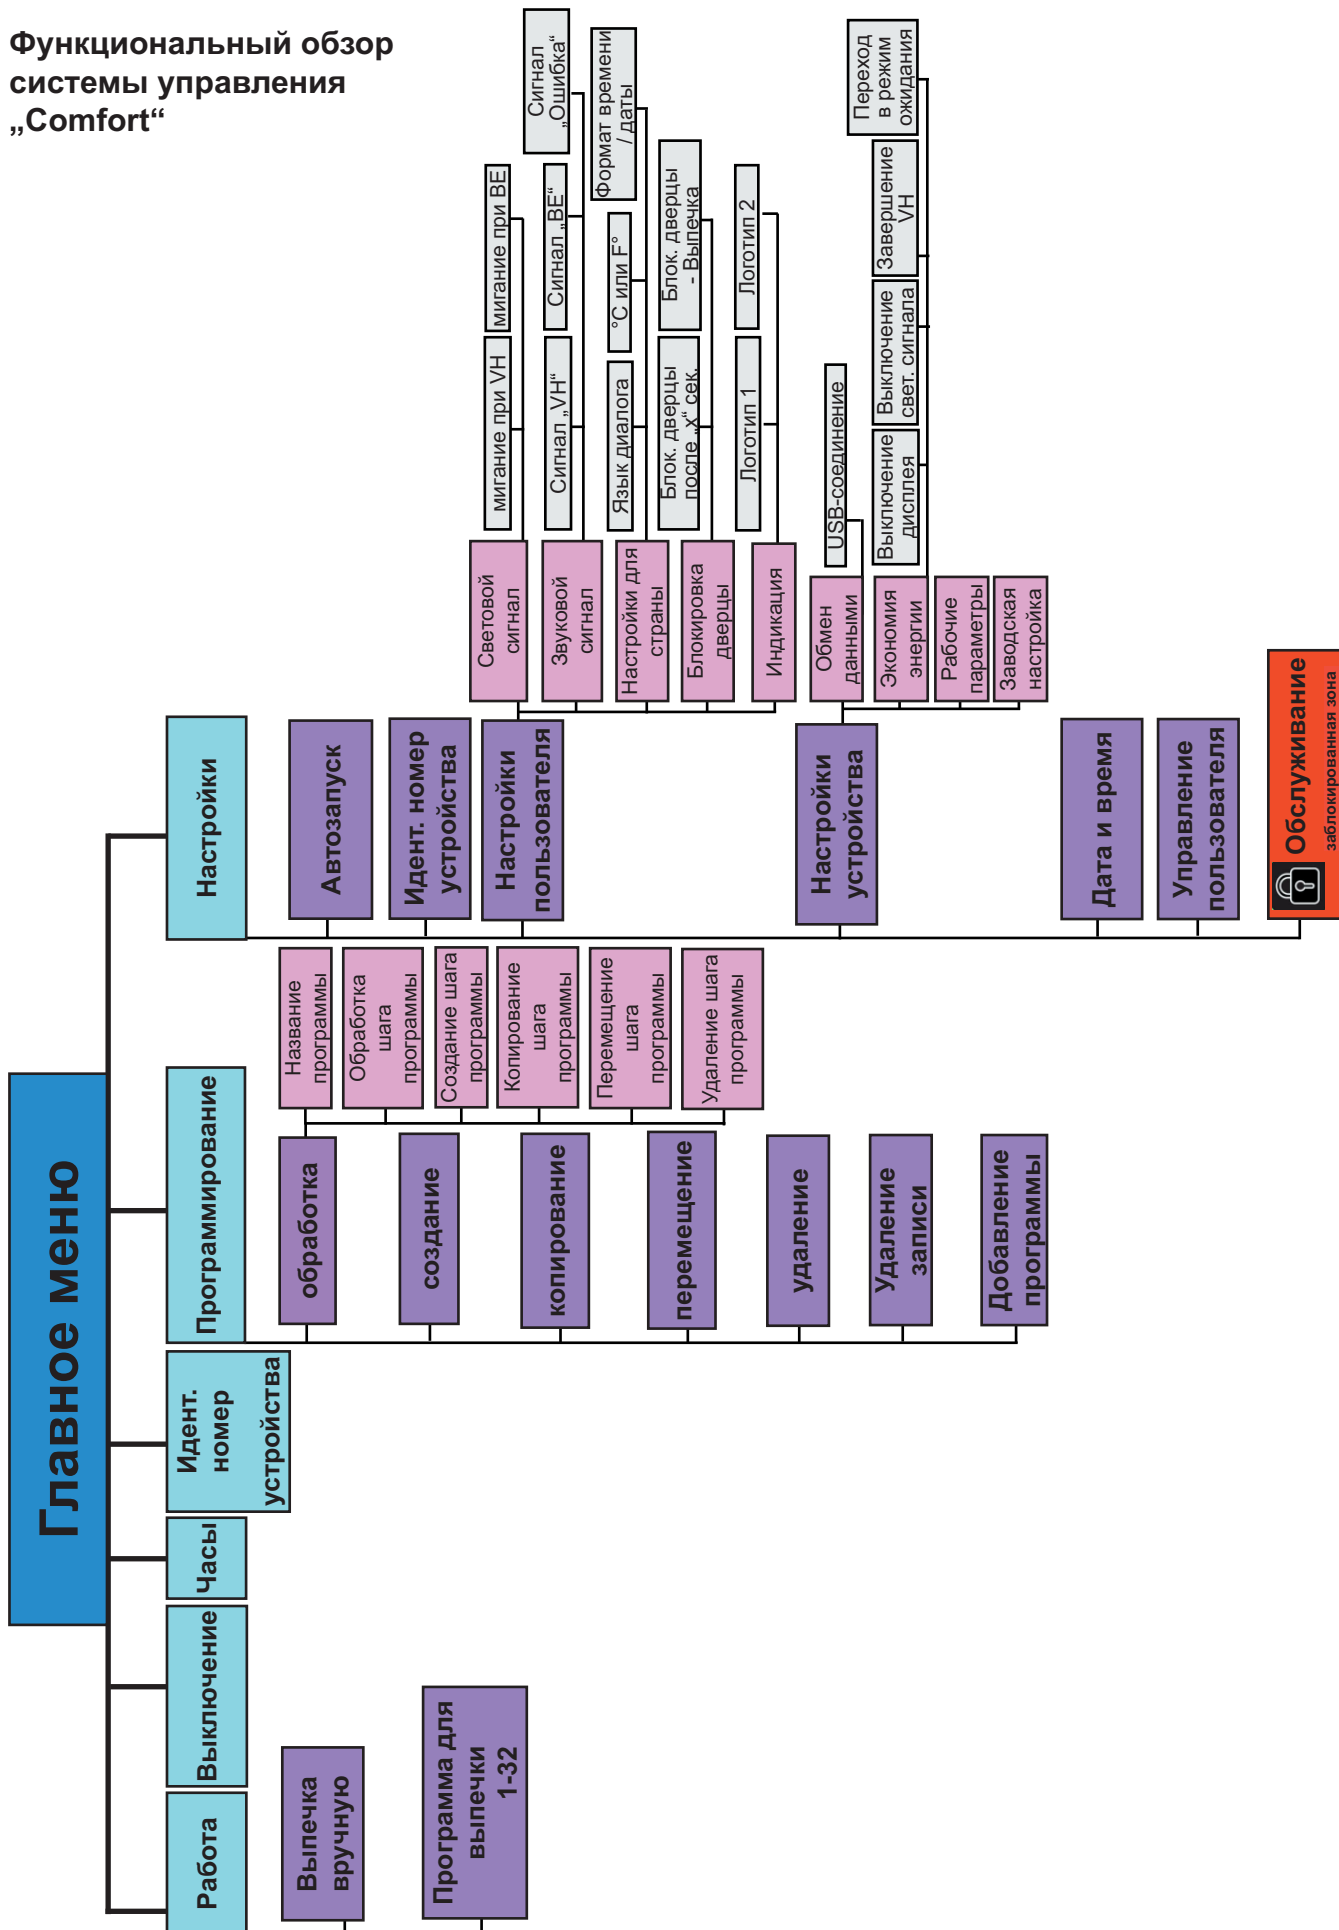 Функциональный обзор
системы управления
„Comfort“
Главное меню
Работа
Выключение
Часы
Идент.
номер
устройства
Программирование
Настройки
Выпечка
вручную
Программа для
выпечки
1-32
обработка
создание
копирование
перемещение
удаление
Удаление
записи
Добавление
программы
Название
программы
Обработка
шага
программы
Создание шага
программы
Копирование
шага
программы
Перемещение
шага
программы
Удаление шага
программы
Автозапуск
Идент. номер
устройства
Настройки
пользователя
Настройки
устройства
Дата и время
Управление
пользователя
Обслуживание
заблокированная зона
Световой
сигнал
мигание при VH
мигание при BE
Звуковой
сигнал
Сигнал „VH“
Сигнал „BE“
Сигнал
„Ошибка“
Настройки для
страны
Язык диалога
°C или F°
Формат времени
/ даты
Блокировка
дверцы
Блок. дверцы
после „x“ сек.
Блок. дверцы
- Выпечка
Индикация
Логотип 1
Логотип 2
Обмен
данными
USB-соединение
Экономия
энергии
Выключение
дисплея
Выключение
свет. сигнала
Завершение
VH
Переход
в режим
ожидания
Рабочие
параметры
Заводская
настройка